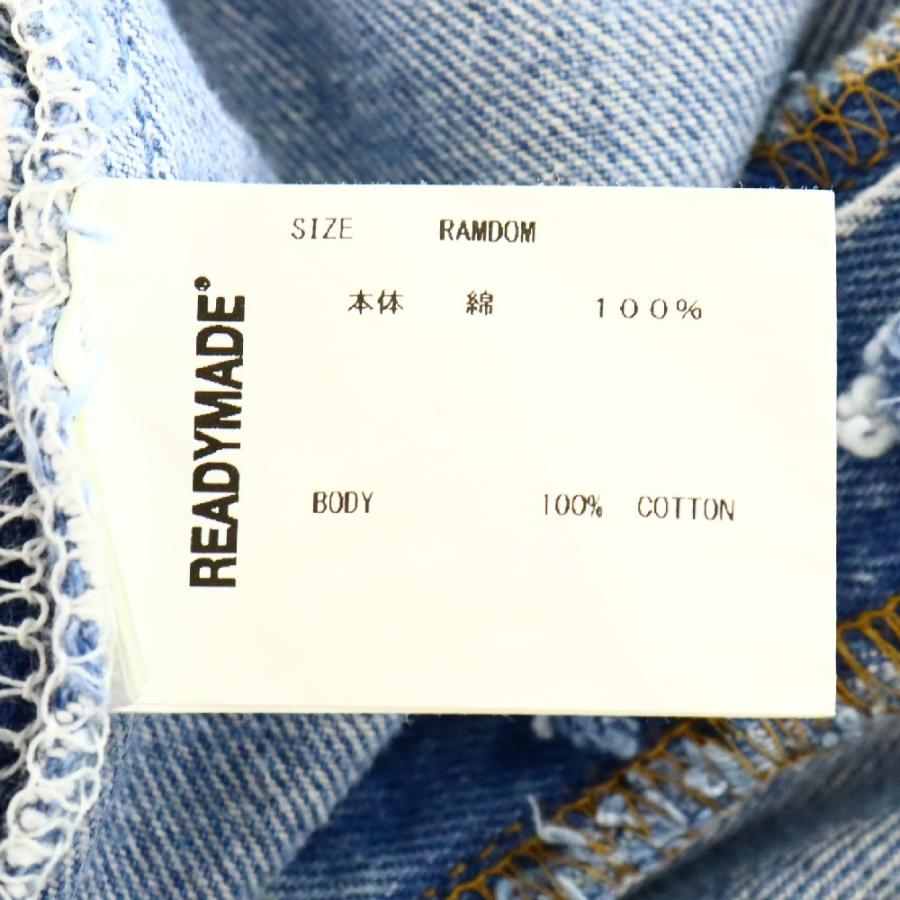 SIZE RAMDOM
本体 綿 １００％
BODY 100% COTTON
READYMADE®